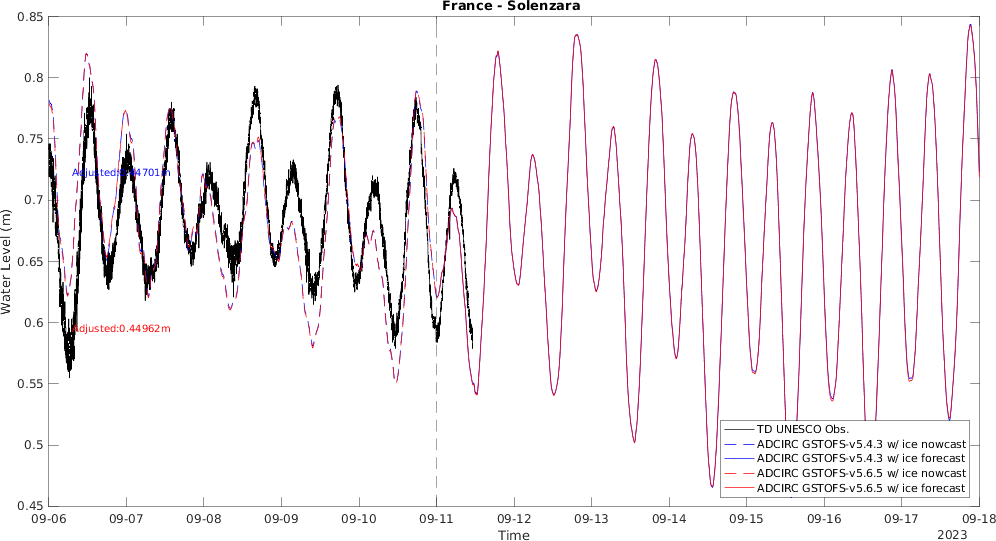 France - Solenzara
0.85
0.8
0.75
0.7
0.65
0.6
0.55
0.5
0.45
Water Level (m)
Adjusted:0.44701m
Adjusted:0.44962m
TD UNESCO Obs.
ADCIRC GSTOFS-v5.4.3 w/ ice nowcast
ADCIRC GSTOFS-v5.4.3 w/ ice forecast
ADCIRC GSTOFS-v5.6.5 w/ ice nowcast
ADCIRC GSTOFS-v5.6.5 w/ ice forecast
09-06 09-07 09-08 09-09 09-10 09-11 09-12 09-13 09-14 09-15 09-16 09-17 09-18
Time
2023